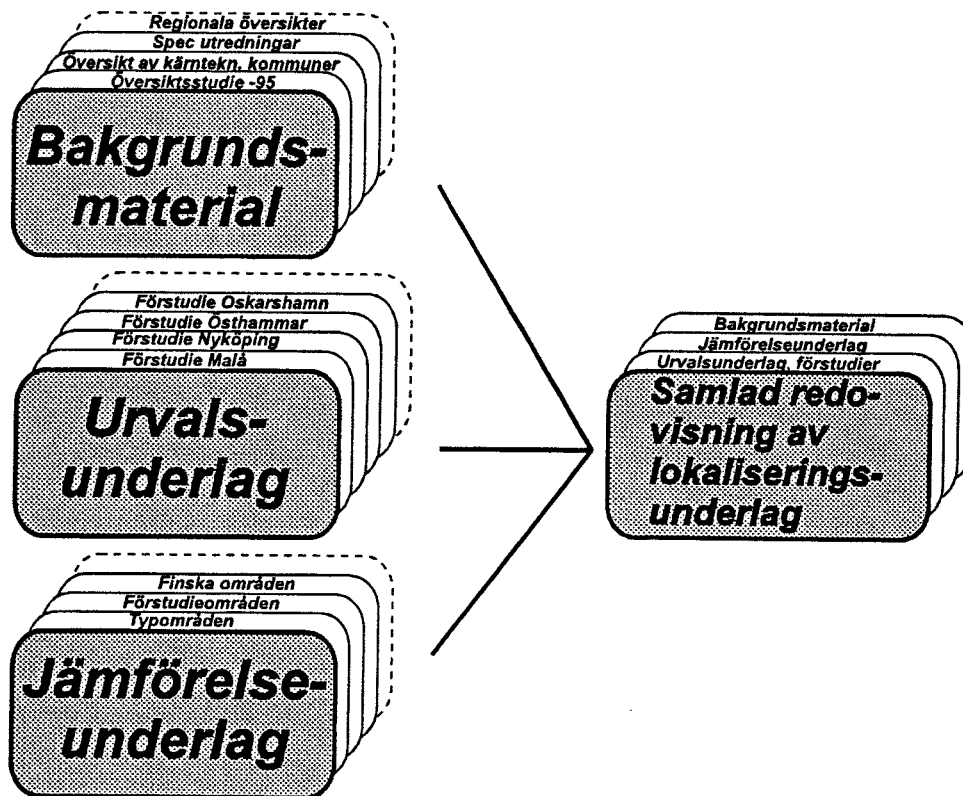 Regionala översikter
Spec utredningar
Översikt av kärntekn. kommuner
Översiktsstudie -95
Bakgrunds-
material
Förstudie Oskarshamn
Förstudie Östhammar
Förstudie Nyköping
Förstudie Malå
Urvals-
underlag
Finska områden
Förstudieområden
Typområden
Jämförelse-
underlag
Bakgrundsmaterial
Jämförelseunderlag
Urvalsunderlag, förstudier
Samlad redo-
visning av
lokaliserings-
underlag